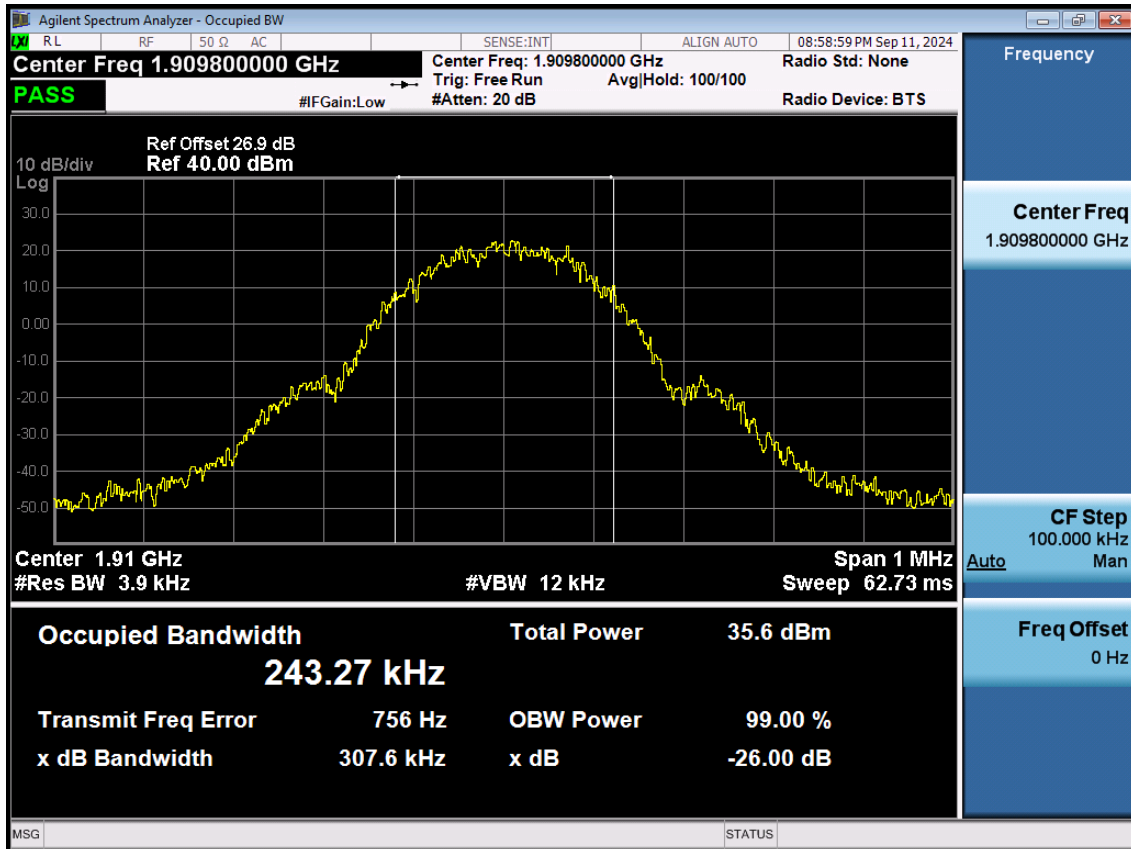 Agilent Spectrum Analyzer - Occupied BW
LXI RL RF 50 Ω AC SENSE:INT ALIGN AUTO 08:58:59 PM Sep 11, 2024
Center Freq 1.909800000 GHz
PASS
#IFGain:Low
Center Freq: 1.909800000 GHz
Trig: Free Run Avg|Hold: 100/100
#Atten: 20 dB
Radio Std: None
Radio Device: BTS
Ref Offset 26.9 dB
10 dB/div Ref 40.00 dBm
Log
30.0
20.0
10.0
0.00
-10.0
-20.0
-30.0
-40.0
-50.0
Center 1.91 GHz Span 1 MHz
#Res BW 3.9 kHz #VBW 12 kHz Sweep 62.73 ms
Occupied Bandwidth Total Power 35.6 dBm
243.27 kHz
Transmit Freq Error 756 Hz OBW Power 99.00 %
x dB Bandwidth 307.6 kHz x dB -26.00 dB
MSG STATUS
Frequency
Center Freq
1.909800000 GHz
CF Step
100.000 kHz
Auto Man
Freq Offset
0 Hz